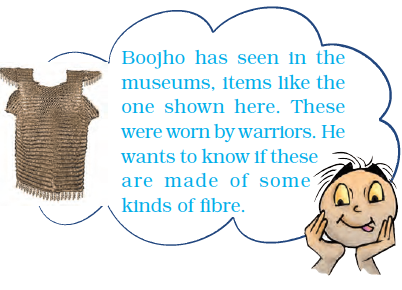 Boojho has seen in the
museums, items like the
one shown here. These
were worn by warriors. He
wants to know if these
are made of some
kinds of fibre.